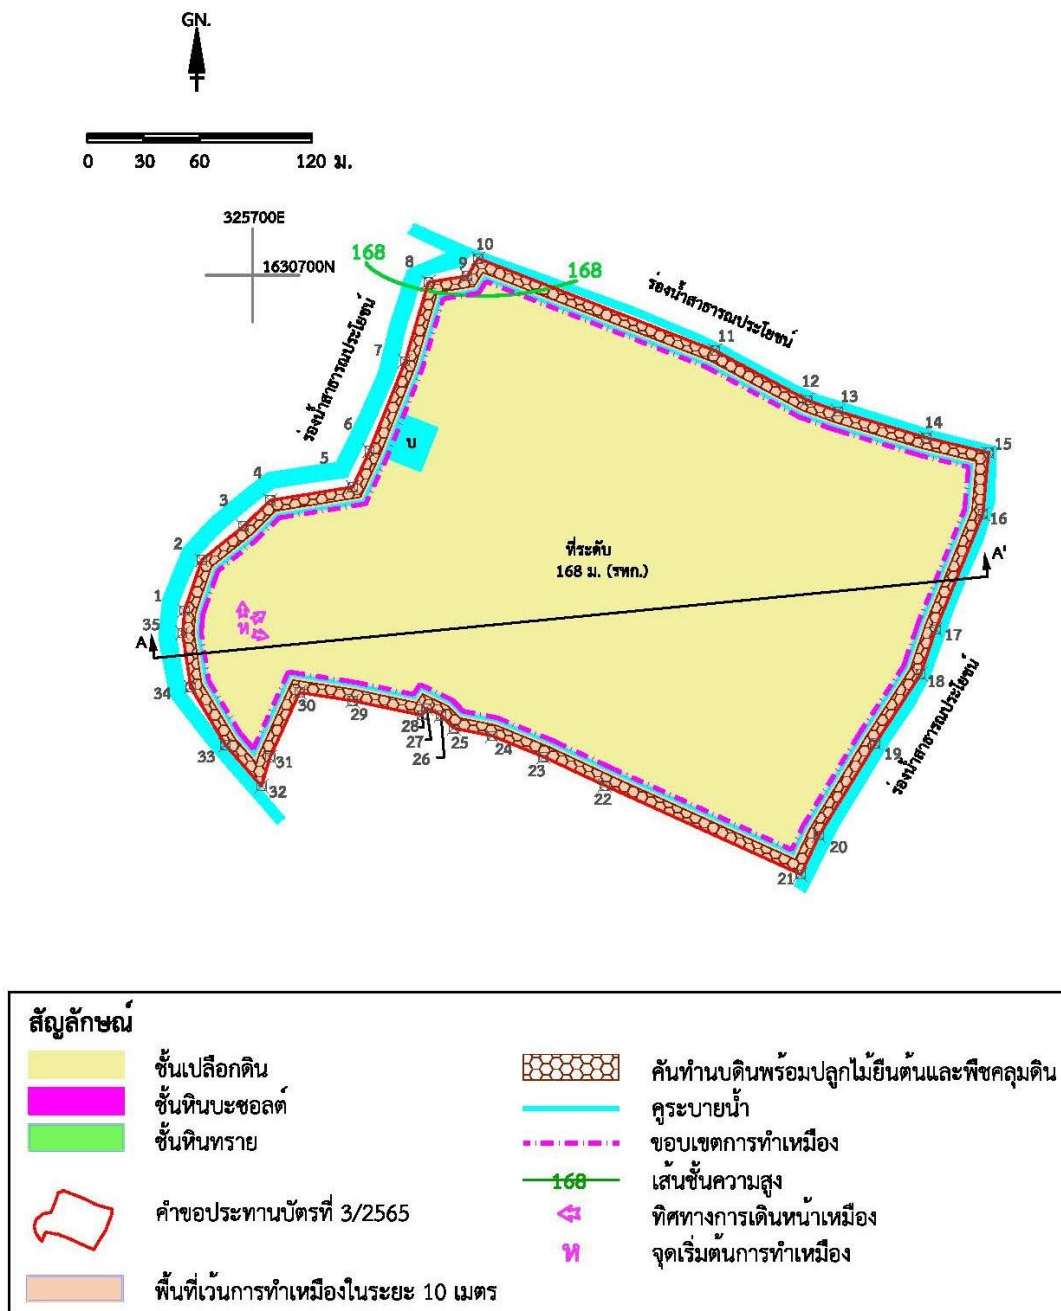 GN.
0 30 60 120 ม.
325700E
1630700N
168
168
ร่องน้ำสาธารณประโยชน์
ร่องน้ำสาธารณประโยชน์
ร่องน้ำสาธารณประโยชน์
1
2
3
4
5
6
7
8
9
10
11
12
13
14
15
16
17
18
19
20
21
22
23
24
25
26
27
28
29
30
31
32
33
34
35
บ
ที่ระดับ
168 ม. (รทก.)
A
A'
ห
สัญลักษณ์
ชั้นเปลือกดิน
ชั้นหินบะซอลต์
ชั้นหินทราย
คำขอประทานบัตรที่ 3/2565
พื้นที่เว้นการทำเหมืองในระยะ 10 เมตร
คันทำนบดินพร้อมปลูกไม้ยืนต้นและพืชคลุมดิน
คูระบายน้ำ
ขอบเขตการทำเหมือง
168 เส้นชั้นความสูง
ทิศทางการเดินหน้าเหมือง
ห จุดเริ่มต้นการทำเหมือง